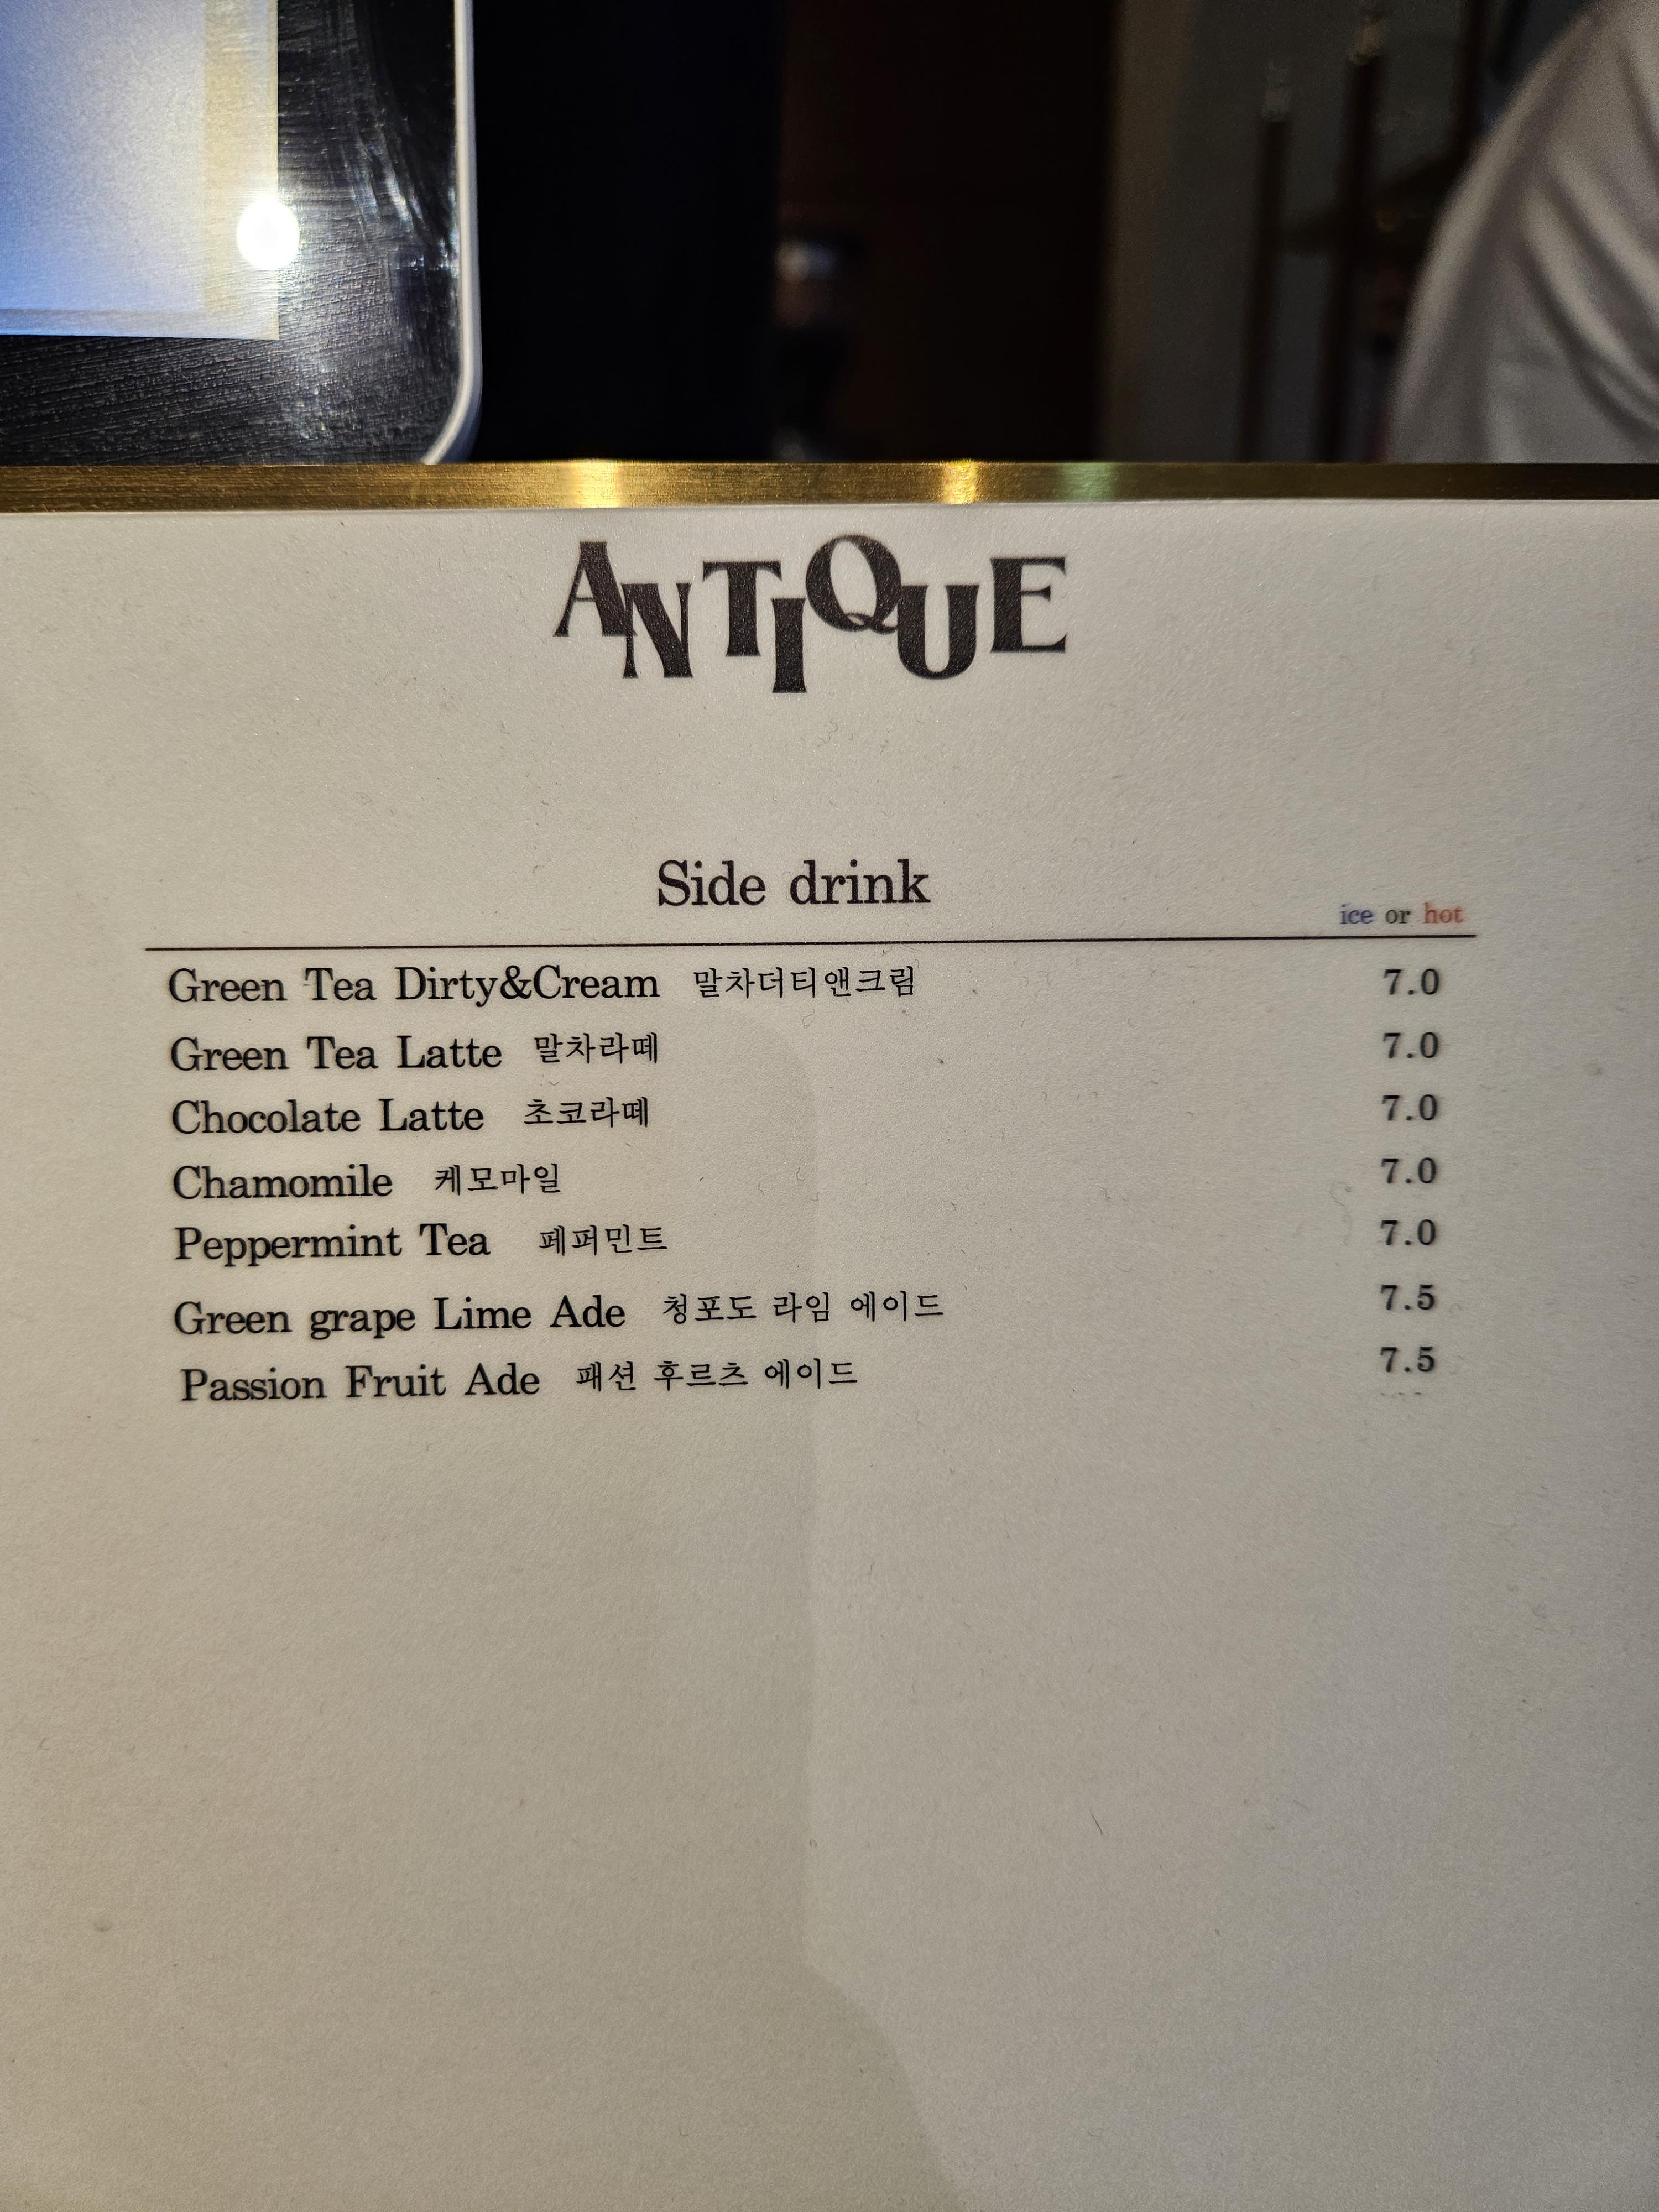 ANTIQUE
Side drink
ice or hot
Green Tea Dirty&Cream 말차더티앤크림 7.0
Green Tea Latte 말차라떼 7.0
Chocolate Latte 초코라떼 7.0
Chamomile 케모마일 7.0
Peppermint Tea 페퍼민트 7.0
Green grape Lime Ade 청포도 라임 에이드 7.5
Passion Fruit Ade 패션 후르츠 에이드 7.5